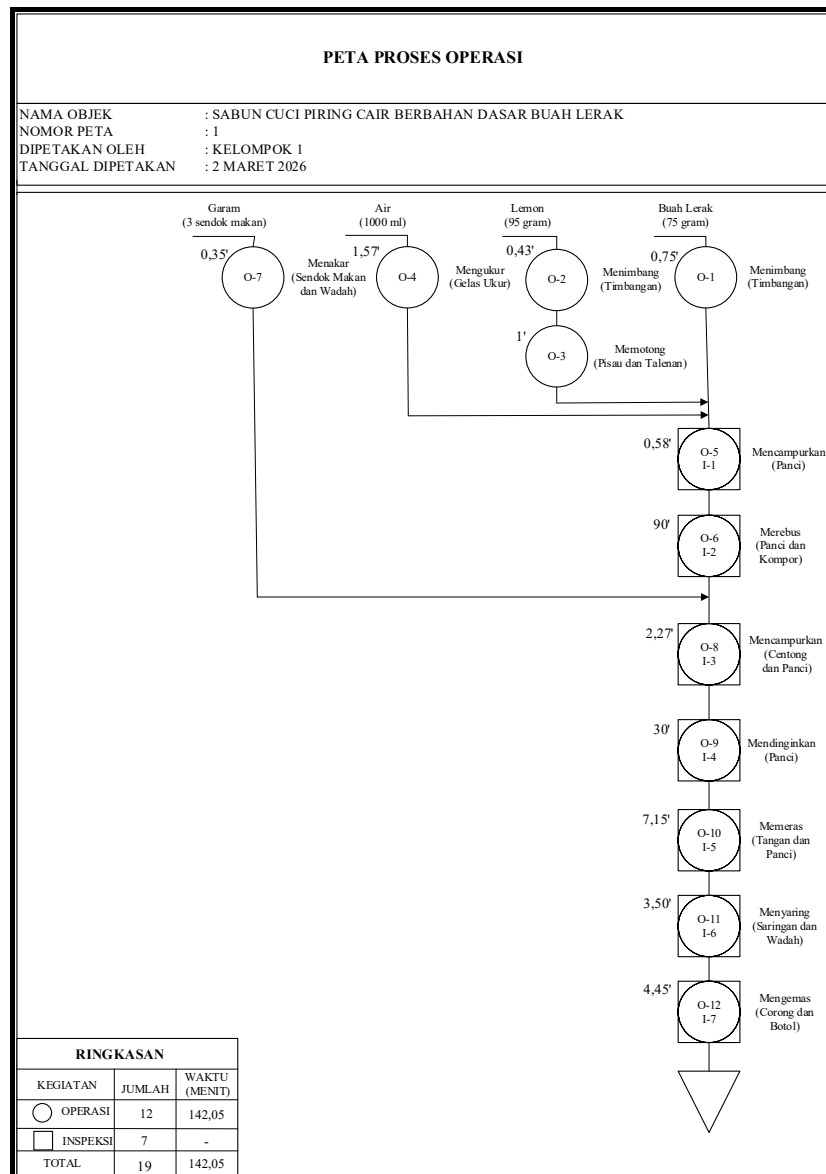 PETA PROSES OPERASI
NAMA OBJEK : SABUN CUCI PIRING CAIR BERBAHAN DASAR BUAH LERAK
NOMOR PETA : 1
DIPETAKAN OLEH : KELOMPOK 1
TANGGAL DIPETAKAN : 2 MARET 2026
Garam
(3 sendok makan)
0,35'
O-7
Menakar
(Sendok Makan
dan Wadah)
Air
(1000 ml)
1,57'
O-4
Mengukur
(Gelas Ukur)
Lemon
(95 gram)
0,43'
O-2
Menimbang
(Timbangan)
1'
O-3
Memotong
(Pisau dan Talenan)
Buah Lerak
(75 gram)
0,75'
O-1
Menimbang
(Timbangan)
0,58'
O-5
I-1
Mencampurkan
(Panci)
90'
O-6
I-2
Merebus
(Panci dan
Kompor)
2,27'
O-8
I-3
Mencampurkan
(Centong
dan Panci)
30'
O-9
I-4
Mendinginkan
(Panci)
7,15'
O-10
I-5
Memeras
(Tangan dan
Panci)
3,50'
O-11
I-6
Menyaring
(Saringan dan
Wadah)
4,45'
O-12
I-7
Mengemas
(Corong dan
Botol)
RINGKASAN
KEGIATAN JUMLAH WAKTU
(MENIT)
OPERASI 12 142,05
INSPEKSI 7 -
TOTAL 19 142,05